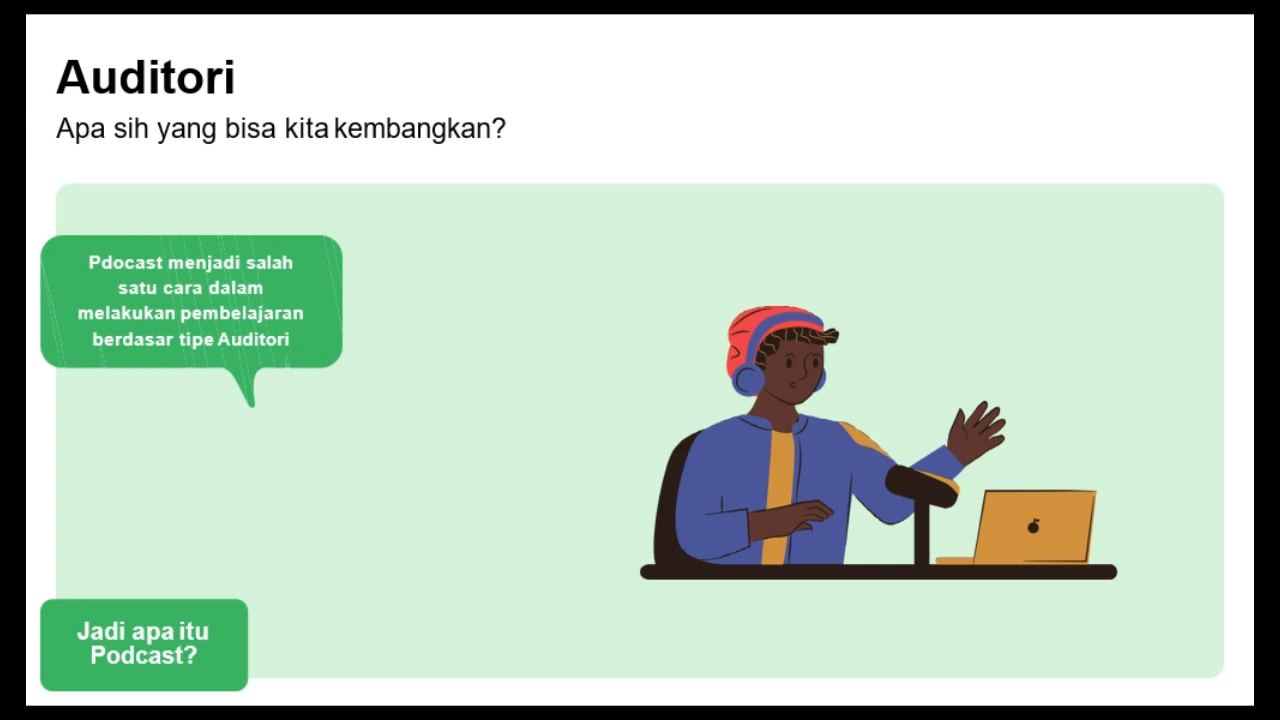 Auditori
Apa sih yang bisa kita kembangkan?
Pdocast menjadi salah
satu cara dalam
melakukan pembelajaran
berdasar tipe Auditori
Jadi apa itu
Podcast?